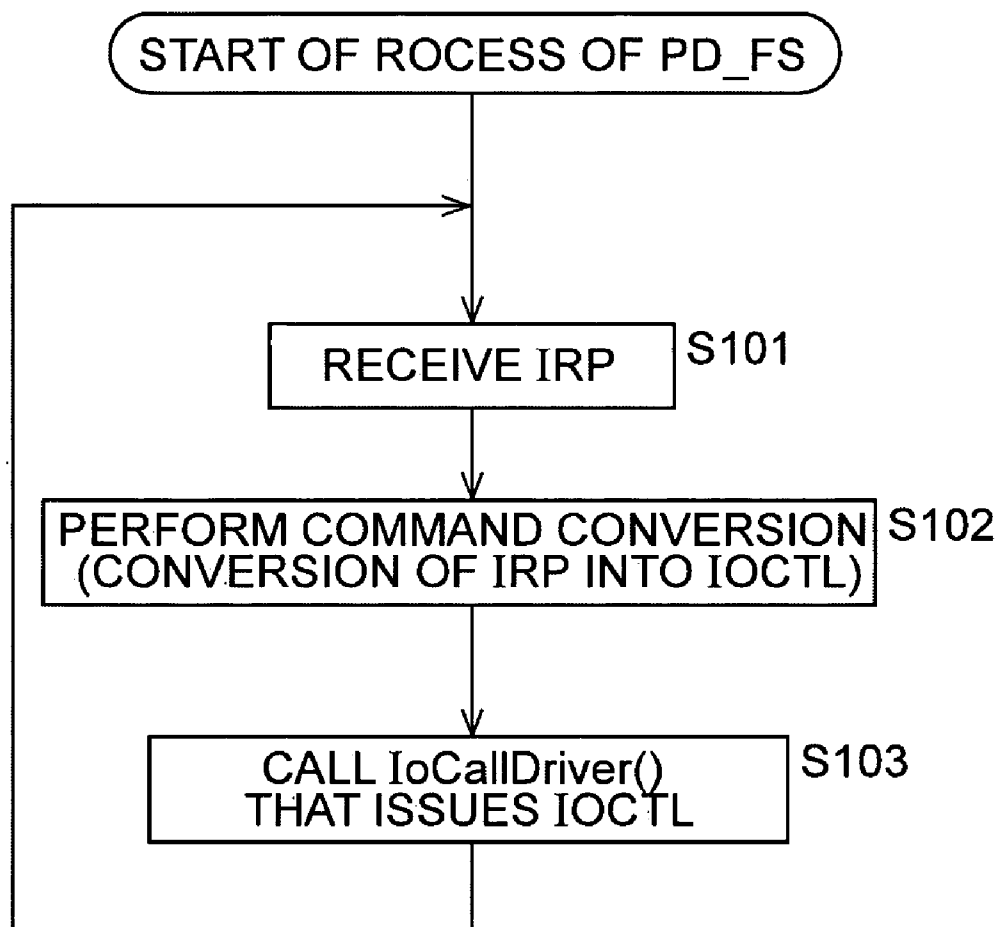 START OF ROCESS OF PD_FS
RECEIVE IRP
S101
PERFORM COMMAND CONVERSION
(CONVERSION OF IRP INTO IOCTL)
S102
CALL IoCallDriver()
THAT ISSUES IOCTL
S103